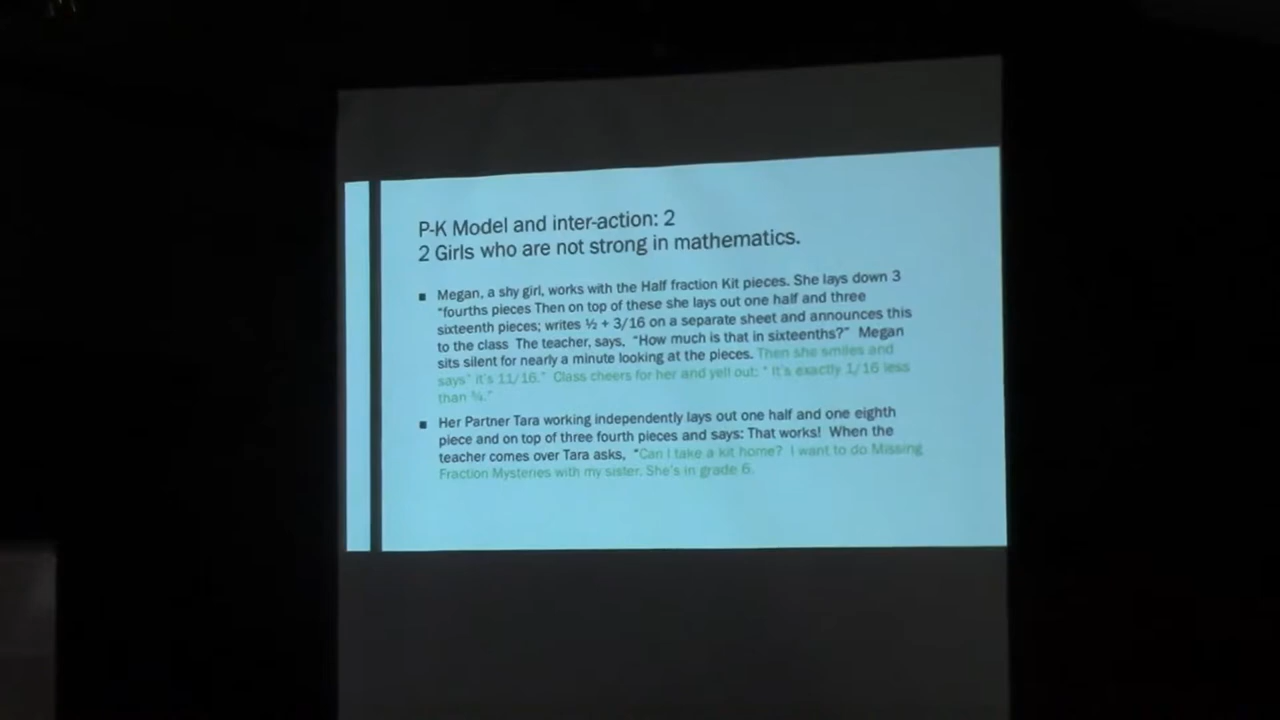 P-K Model and inter-action: 2
2 Girls who are not strong in mathematics.
Megan, a shy girl, works with the Half fraction Kit pieces. She lays down 3
"fourths pieces Then on top of these she lays out one half and three
sixteenth pieces; writes ½ + 3/16 on a separate sheet and announces this
to the class The teacher, says, "How much is that in sixteenths?" Megan
sits silent for nearly a minute looking at the pieces. Then she smiles and
says" it's 11/16." Class cheers for her and yell out: " It's exactly 1/16 less
than ¾."
Her Partner Tara working independently lays out one half and one eighth
piece and on top of three fourth pieces and says: That works! When the
teacher comes over Tara asks, "Can I take a kit home? I want to do Missing
Fraction Mysteries with my sister. She's in grade 6.